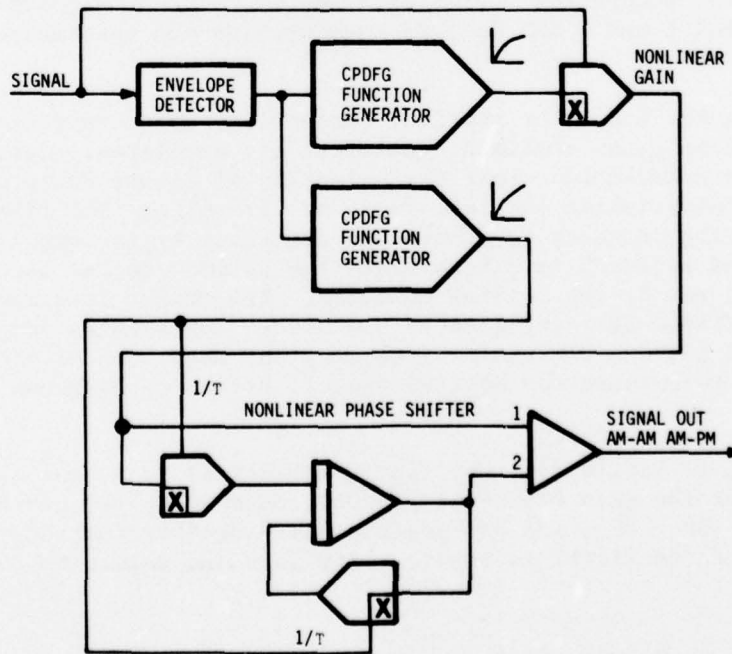 SIGNAL
ENVELOPE
DETECTOR
CPDFG
FUNCTION
GENERATOR
X
NONLINEAR
GAIN
CPDFG
FUNCTION
GENERATOR
1/T
NONLINEAR PHASE SHIFTER
1
2
SIGNAL OUT
AM-AM AM-PM
X
X
1/T